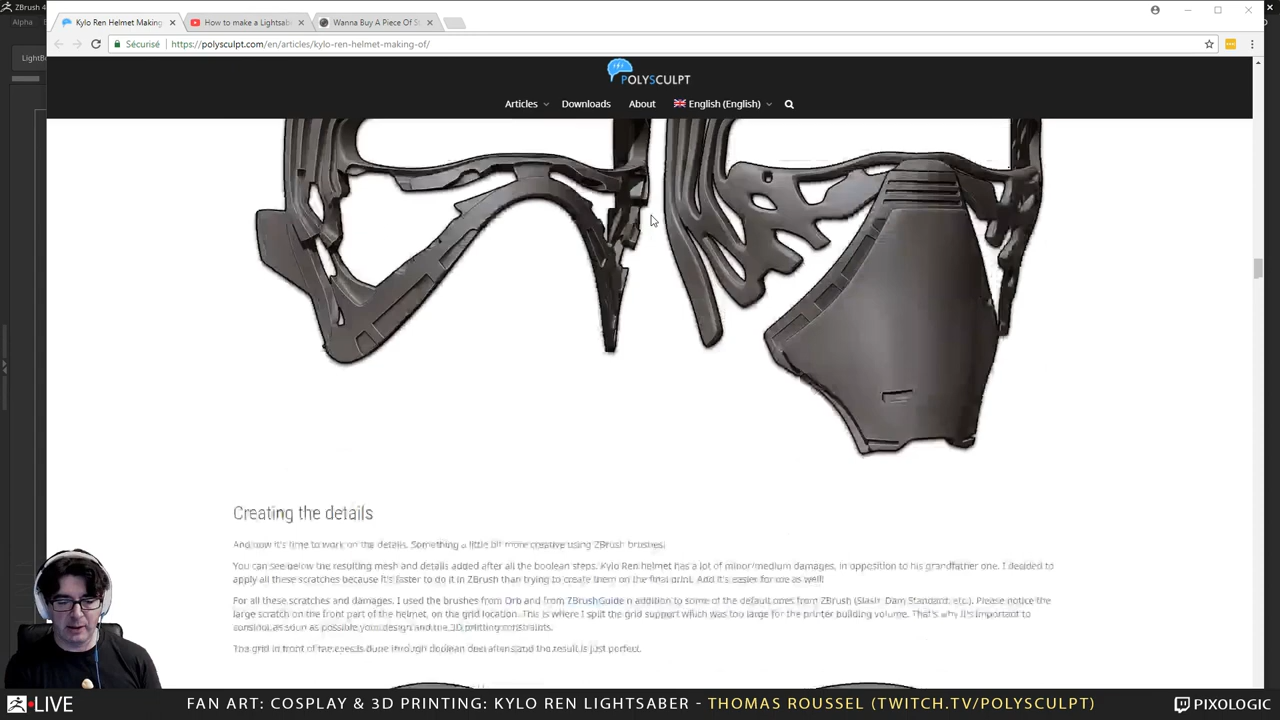 ZBrush 4
Kylo Ren Helmet Making
How to make a Lightsab
Wanna Buy A Piece Of S
Alpha
Sécurisé
https://polysculpt.com/en/articles/kylo-ren-helmet-making-of/
LightBo
POLYSCULPT
Articles
Downloads
About
English (English)
Creating the details
And now it's time to work on the details. Something a little bit more creative using ZBrush brushes.
You can see below the resulting mesh and details added after all the boolean steps. Kylo Ren helmet has a lot of minor/medium damages, in opposition to his grandfather one. I decided to
apply all these scratches because it's faster to do it in ZBrush than trying to create them on the final print. And it's easier for me as well!
For all these scratches and damages, I used the brushes from Orb and from ZBrushGuide in addition to some of the default ones from ZBrush (Slash, Dam Standard, etc.). Please notice the
large scratch on the front part of the helmet, on the grid location. This is where I split the grid support which was too large for the printer building volume. That's why it's important to
as soon as possible your design and the 3D printing constraints.
The grid in front of the eyes is done through boolean operations and the result is just perfect.
LIVE
FAN ART: COSPLAY & 3D PRINTING: KYLO REN LIGHTSABER - THOMAS ROUSSEL (TWITCH.TV/POLYSCULPT)
PIXOLOGIC